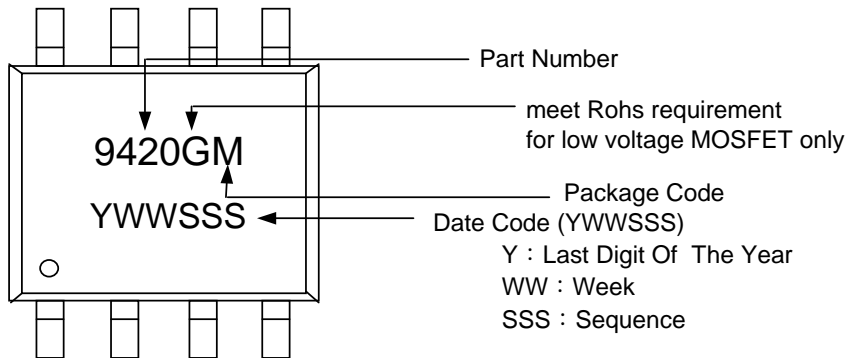 Part Number
meet Rohs requirement
for low voltage MOSFET only
9420GM
Package Code
YWWSSS
Date Code (YWWSSS)
Y：Last Digit Of The Year
WW：Week
SSS：Sequence